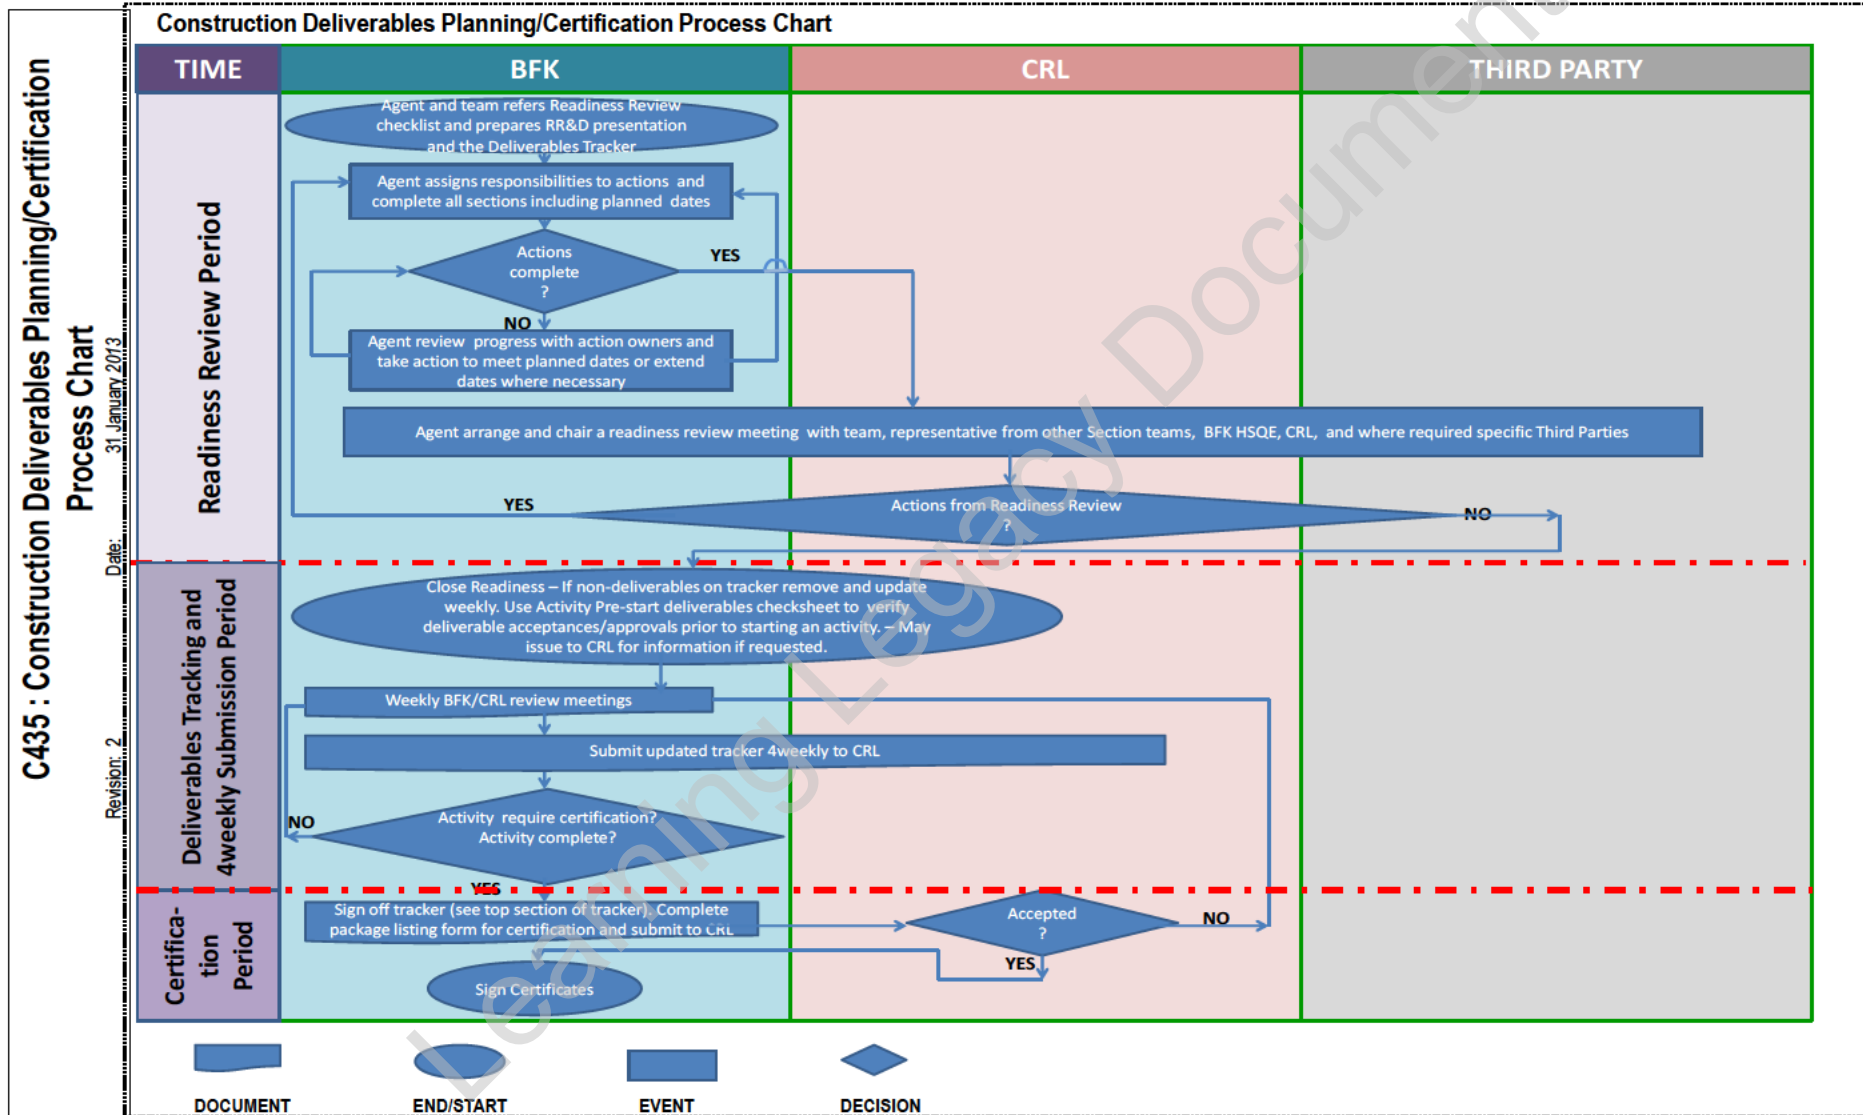 C435 : Construction Deliverables Planning/Certification
Process Chart
Revision: 2
Date: 31 January 2013
Construction Deliverables Planning/Certification Process Chart
TIME
BFK
CRL
THIRD PARTY
Readiness Review Period
Agent and team refers Readiness Review
checklist and prepares RR&D presentation
and the Deliverables Tracker
Agent assigns responsibilities to actions and
complete all sections including planned dates
Actions
complete
?
YES
NO
Agent review progress with action owners and
take action to meet planned dates or extend
dates where necessary
Agent arrange and chair a readiness review meeting with team, representative from other Section teams, BFK HSQE, CRL, and where required specific Third Parties
YES
Actions from Readiness Review
?
NO
Deliverables Tracking and
4weekly Submission Period
Close Readiness – If non-deliverables on tracker remove and update
weekly. Use Activity Pre-start deliverables checksheet to verify
deliverable acceptances/approvals prior to starting an activity. – May
issue to CRL for information if requested.
Weekly BFK/CRL review meetings
Submit updated tracker 4weekly to CRL
NO
Activity require certification?
Activity complete?
YES
Certifica-
tion
Period
Sign off tracker (see top section of tracker). Complete
package listing form for certification and submit to CRL
Accepted
?
NO
YES
Sign Certificates
DOCUMENT
END/START
EVENT
DECISION
Learning Legacy Document